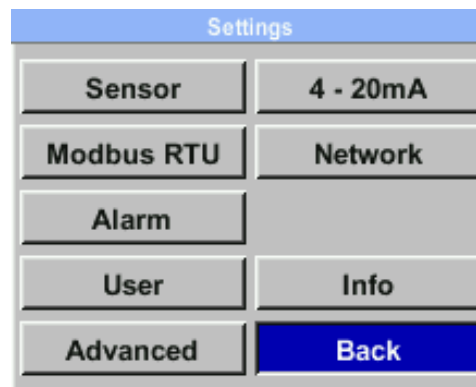 Settings
Sensor
4 - 20mA
Modbus RTU
Network
Alarm
User
Info
Advanced
Back